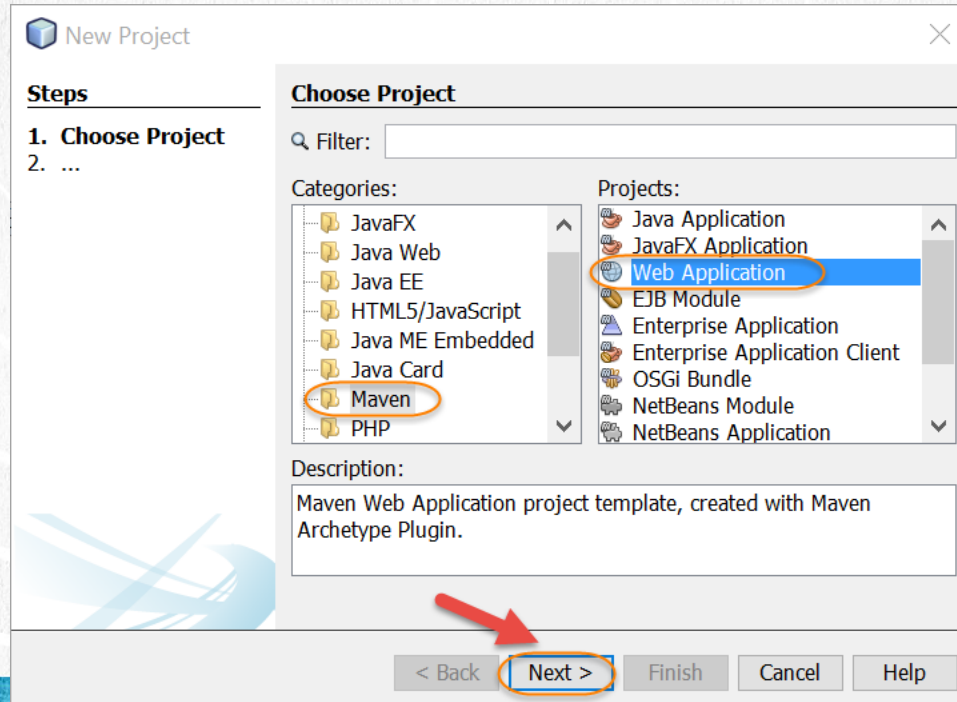 New Project
Steps
1. Choose Project
2. ...
Choose Project
Filter:
Categories:
JavaFX
Java Web
Java EE
HTML5/JavaScript
Java ME Embedded
Java Card
Maven
PHP
Projects:
Java Application
JavaFX Application
Web Application
EJB Module
Enterprise Application
Enterprise Application Client
OSGi Bundle
NetBeans Module
NetBeans Application
Description:
Maven Web Application project template, created with Maven
Archetype Plugin.
< Back Next > Finish Cancel Help